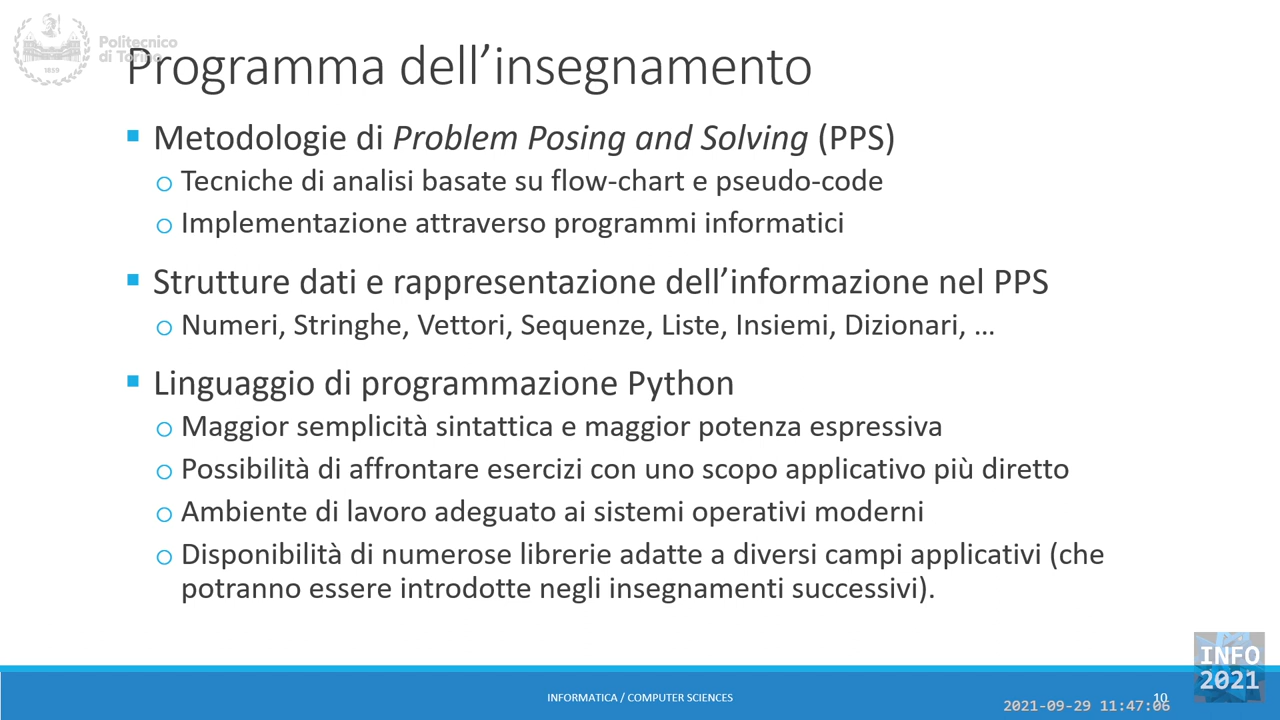 Politecnico
di Torino
1859
Programma dell’insegnamento
Metodologie di Problem Posing and Solving (PPS)
Tecniche di analisi basate su flow-chart e pseudo-code
Implementazione attraverso programmi informatici
Strutture dati e rappresentazione dell’informazione nel PPS
Numeri, Stringhe, Vettori, Sequenze, Liste, Insiemi, Dizionari, …
Linguaggio di programmazione Python
Maggior semplicità sintattica e maggior potenza espressiva
Possibilità di affrontare esercizi con uno scopo applicativo più diretto
Ambiente di lavoro adeguato ai sistemi operativi moderni
Disponibilità di numerose librerie adatte a diversi campi applicativi (che
potranno essere introdotte negli insegnamenti successivi).
INFO
2021
INFORMATICA / COMPUTER SCIENCES
10
2021-09-29 11:47:06